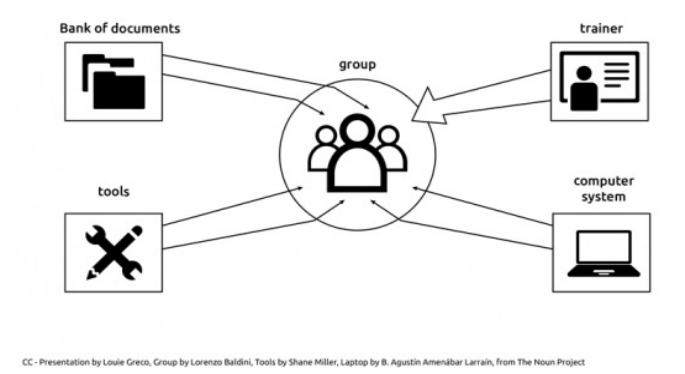 Bank of documents
trainer
group
tools
computer
system
CC - Presentation by Louie Greco, Group by Lorenzo Baldini, Tools by Shane Miller, Laptop by B. Agustín Amenábar Larraín, from The Noun Project